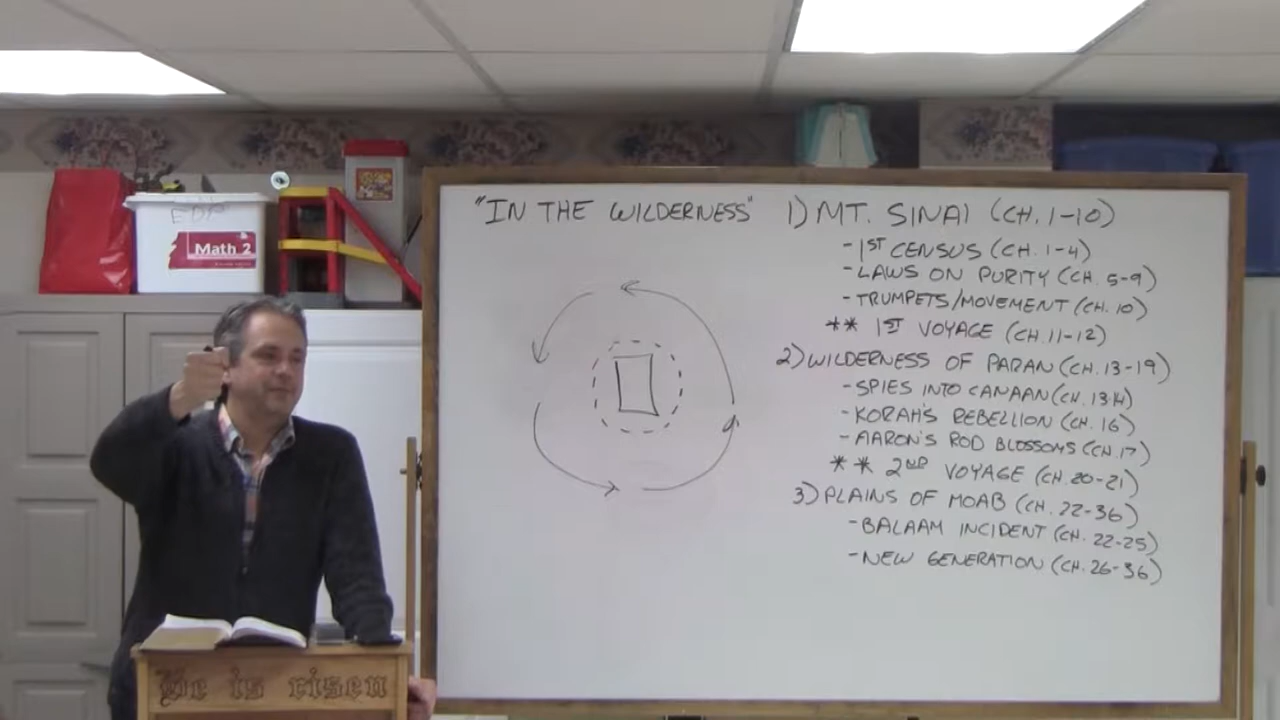 EDP
Math 2
"IN THE WILDERNESS"
1) MT. SINAI (CH. 1-10)
-1ST CENSUS (CH. 1-4)
-LAWS ON PURITY (CH. 5-9)
-TRUMPETS/MOVEMENT (CH. 10)
** 1ST VOYAGE (CH. 11-12)
2) WILDERNESS OF PARAN (CH. 13-19)
-SPIES INTO CANAAN (CH. 13-14)
-KORAH'S REBELLION (CH. 16)
-AARON'S ROD BLOSSOMS (CH. 17)
** 2ND VOYAGE (CH. 20-21)
3) PLAINS OF MOAB (CH. 22-36)
-BALAAM INCIDENT (CH. 22-25)
-NEW GENERATION (CH. 26-36)
He is risen